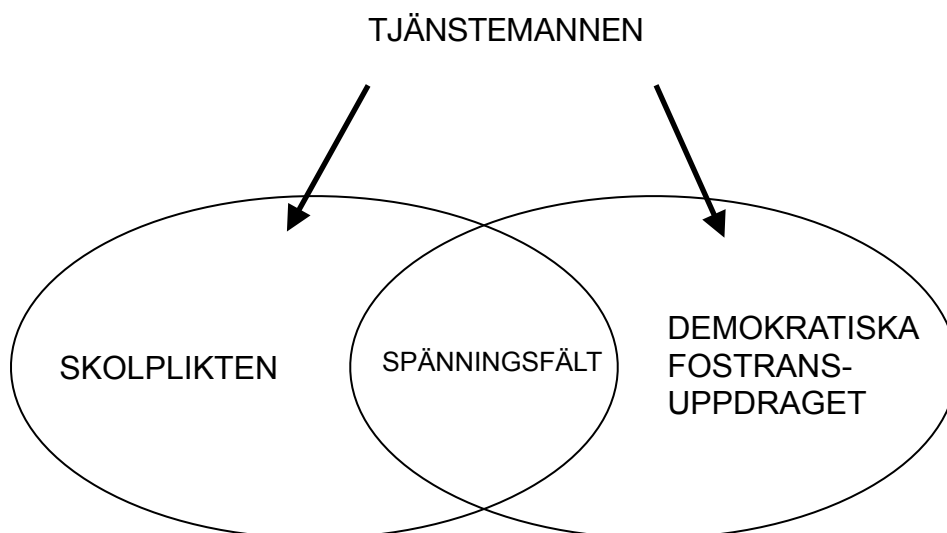 TJÄNSTEMANNEN
SKOLPLIKTEN
SPÄNNINGSFÄLT
DEMOKRATISKA
FOSTRANS-
UPPDRAGET